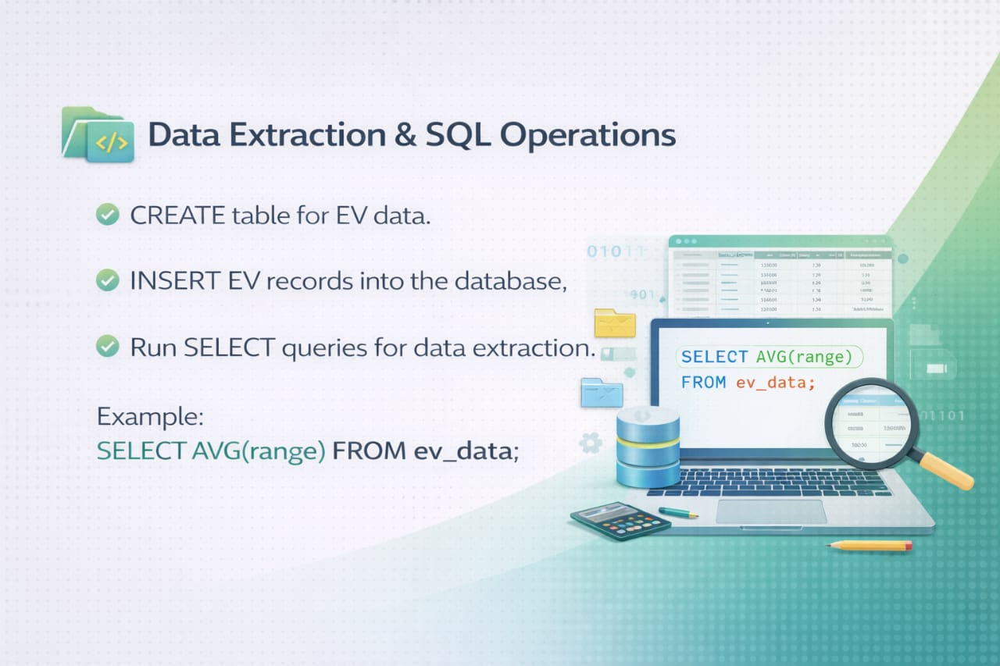 Data Extraction & SQL Operations
CREATE table for EV data.
INSERT EV records into the database,
Run SELECT queries for data extraction.
Example:
SELECT AVG(range) FROM ev_data;
01011
901
SELECT AVG(range)
FROM ev_data;
01101